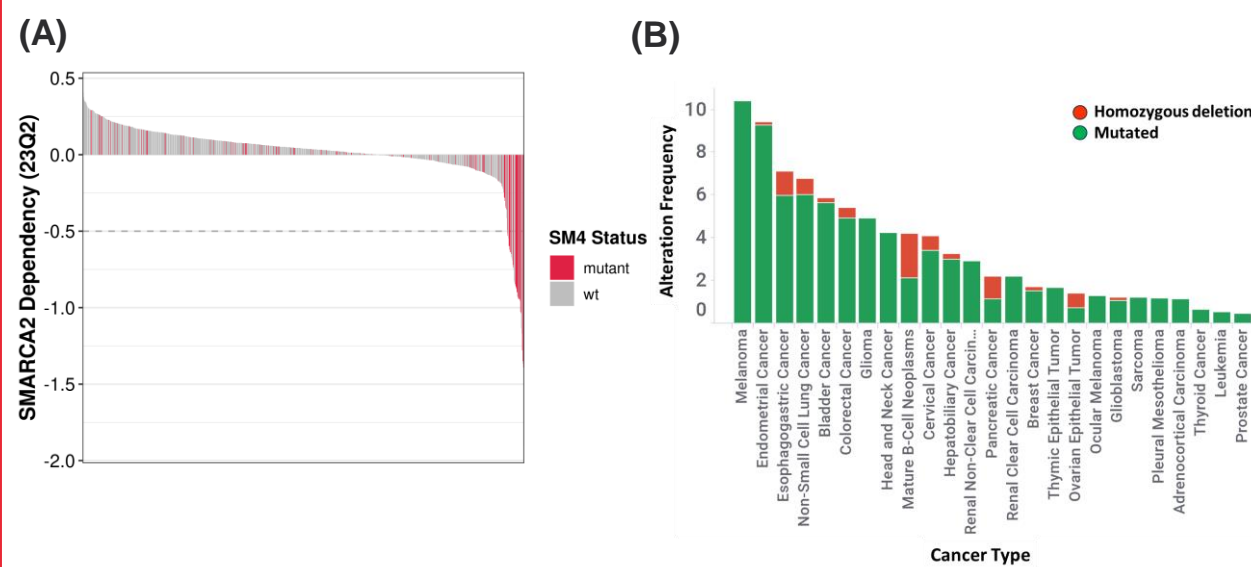 (A)
SMARCA2 Dependency (23Q2)
0.5
0.0
-0.5
-1.0
-1.5
-2.0
SM4 Status
mutant
wt
(B)
Alteration Frequency
10
8
6
4
2
0
Homozygous deletion
Mutated
Melanoma
Endometrial Cancer
Esophagogastric Cancer
Non-Small Cell Lung Cancer
Bladder Cancer
Colorectal Cancer
Glioma
Head and Neck Cancer
Mature B-Cell Neoplasms
Cervical Cancer
Hepatobiliary Cancer
Renal Non-Clear Cell Carcin...
Pancreatic Cancer
Renal Clear Cell Carcinoma
Breast Cancer
Thymic Epithelial Tumor
Ovarian Epithelial Tumor
Ocular Melanoma
Glioblastoma
Sarcoma
Pleural Mesothelioma
Adrenocortical Carcinoma
Thyroid Cancer
Leukemia
Prostate Cancer
Cancer Type